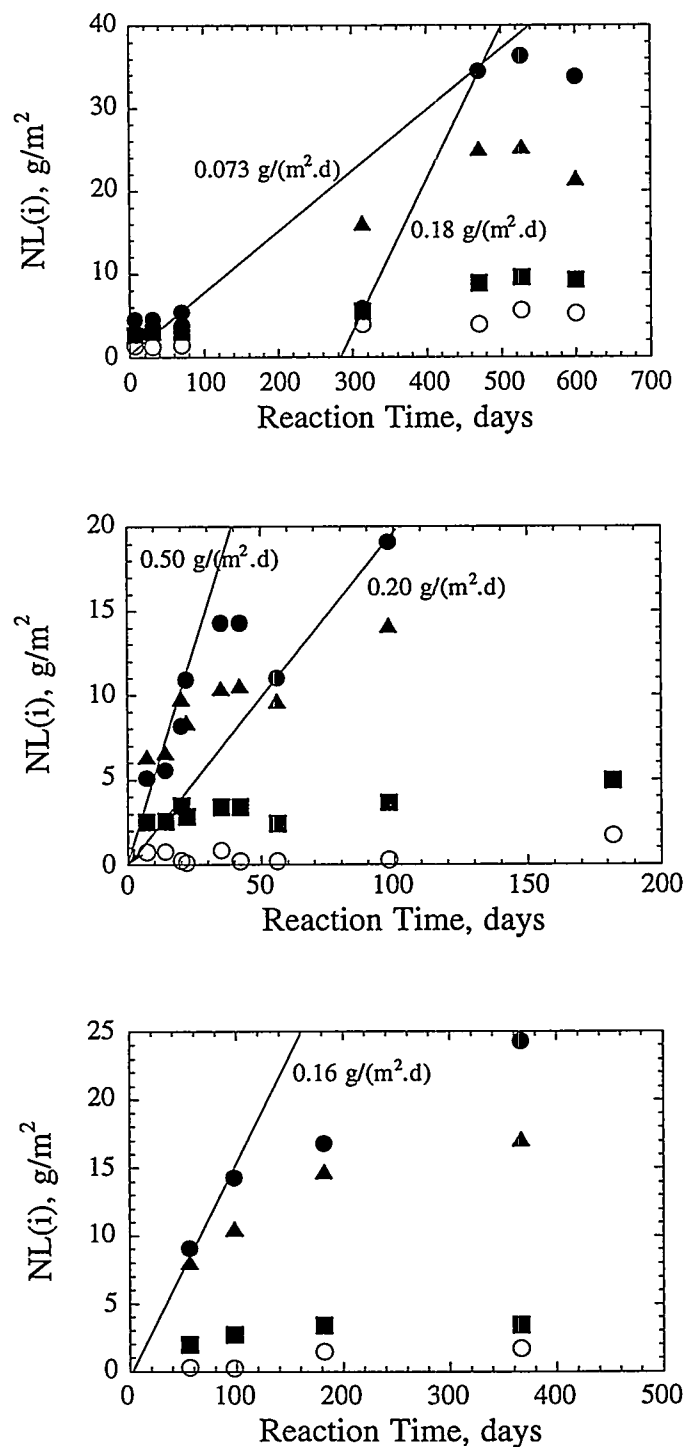 40
30
20
10
0
NL(i), g/m²
0.073 g/(m².d)
0.18 g/(m².d)
0 100 200 300 400 500 600 700
Reaction Time, days
20
15
10
5
0
NL(i), g/m²
0.50 g/(m².d)
0.20 g/(m².d)
0 50 100 150 200
Reaction Time, days
25
20
15
10
5
0
NL(i), g/m²
0.16 g/(m².d)
0 100 200 300 400 500
Reaction Time, days